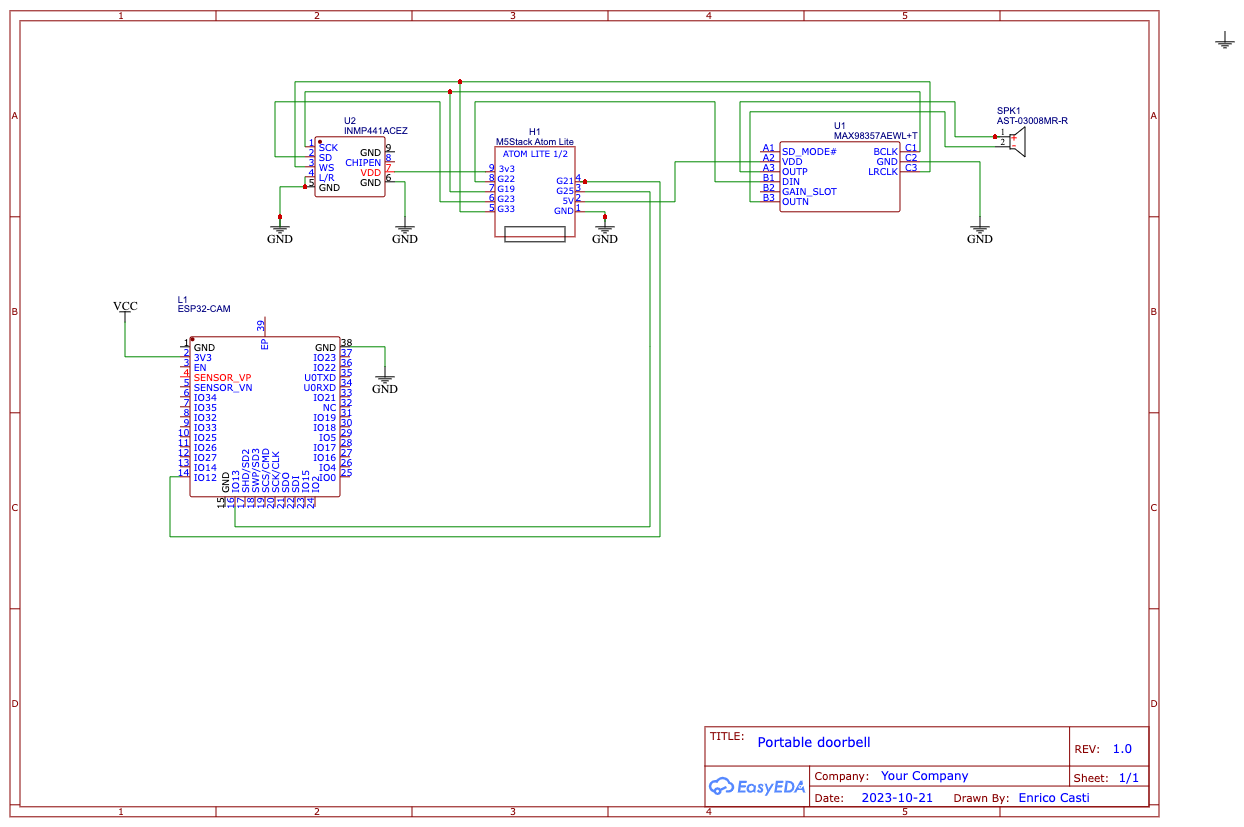 1 2 3 4 5
A A
B B
C C
D D
1 2 3 4 5
U2
INMP441ACEZ
1 SCK
2 SD
3 WS
4 L/R
5 GND
GND 9
CHIPEN 8
VDD 7
GND 6
GND
GND
H1
M5Stack Atom Lite
ATOM LITE 1/2
9 3v3
8 G22
7 G19
6 G23
5 G33
G21 4
G25 3
5V 2
GND 1
GND
U1
MAX98357AEWL+T
A1 SD_MODE#
A2 VDD
A3 OUTP
B1 DIN
B2 GAIN_SLOT
B3 OUTN
BCLK C1
GND C2
LRCLK C3
GND
SPK1
AST-03008MR-R
1
+
2
-
VCC
L1
ESP32-CAM
39
EP
1 GND
2 3V3
3 EN
4 SENSOR_VP
5 SENSOR_VN
6 IO34
7 IO35
8 IO32
9 IO33
10 IO25
11 IO26
12 IO27
13 IO14
14 IO12
15 GND
16 IO13
17 SHD/SD2
18 SWP/SD3
19 SCS/CMD
20 SCK/CLK
21 SDO
22 SDI
23 IO15
24 IO2
GND 38
IO23 37
IO22 36
U0TXD 35
U0RXD 34
IO21 33
NC 32
IO19 31
IO18 30
IO5 29
IO17 28
IO16 27
IO4 26
IO0 25
GND
TITLE: Portable doorbell
REV: 1.0
EasyEDA
Company: Your Company
Sheet: 1/1
Date: 2023-10-21 Drawn By: Enrico Casti